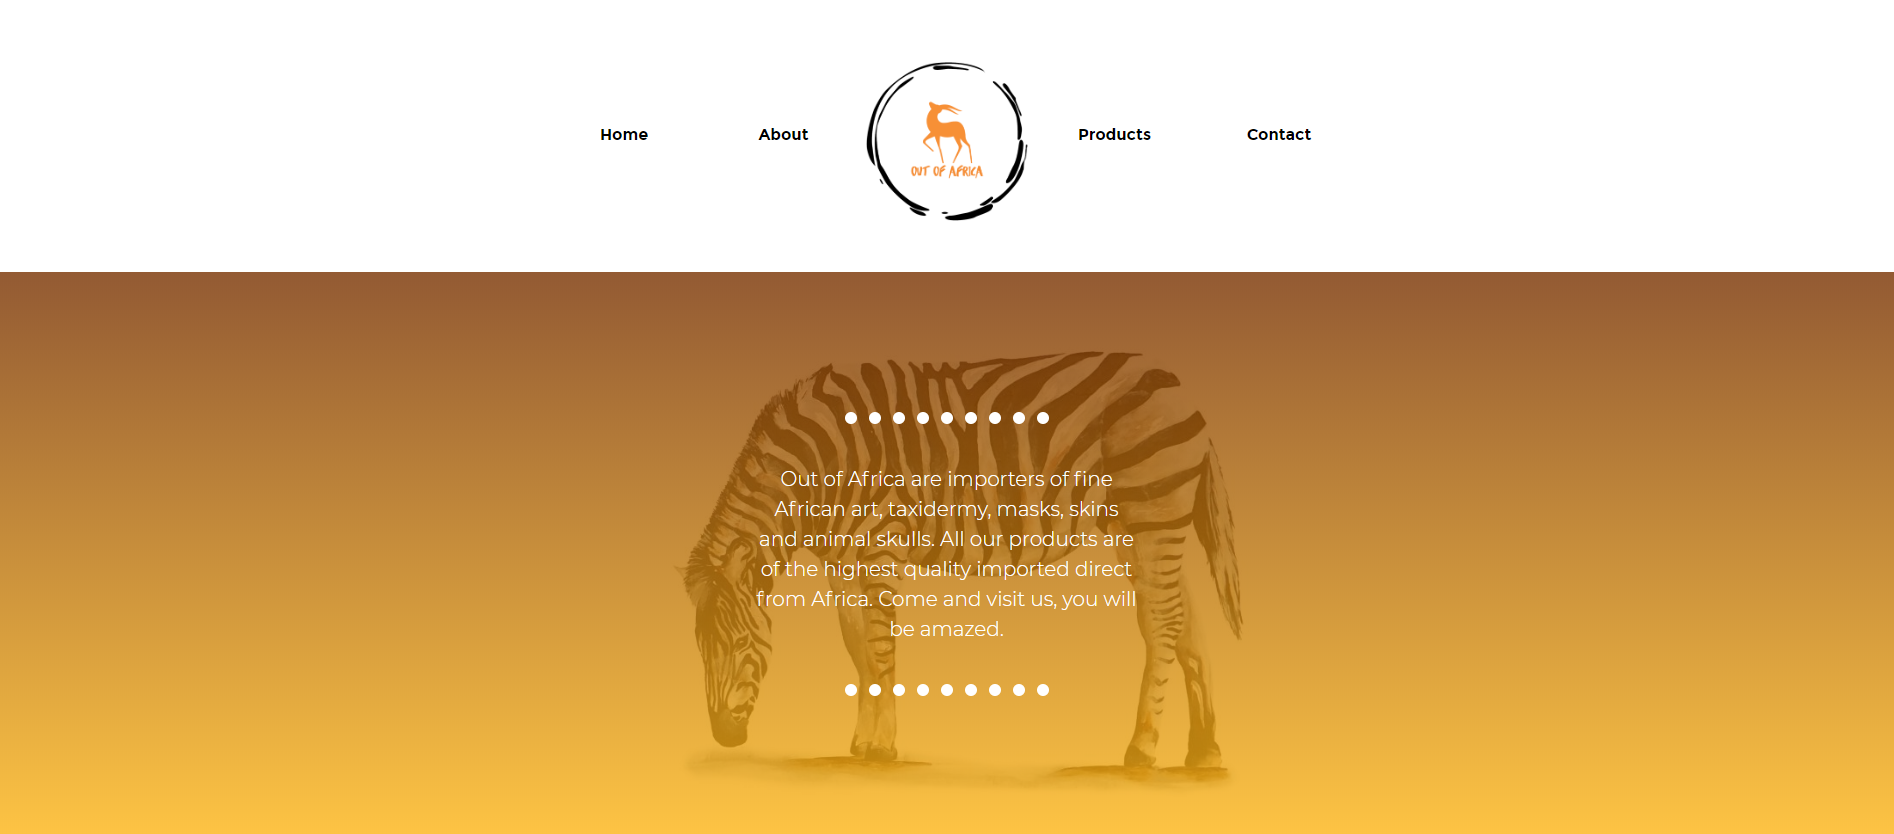 Home
About
OUT OF AFRICA
Products
Contact
Out of Africa are importers of fine
African art, taxidermy, masks, skins
and animal skulls. All our products are
of the highest quality imported direct
from Africa. Come and visit us, you will
be amazed.